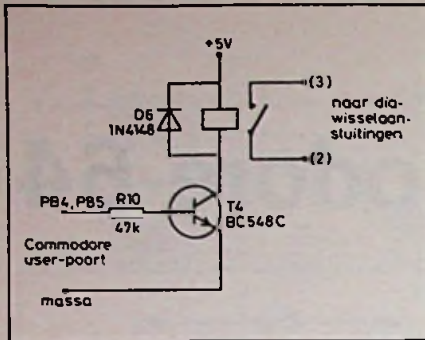 +5V
(3)
D6
1N4148
naar dia-
wisselaan-
sluitingen
(2)
PB4, PB5
R10
47k
T4
BC548C
Commodore
user-poort
massa